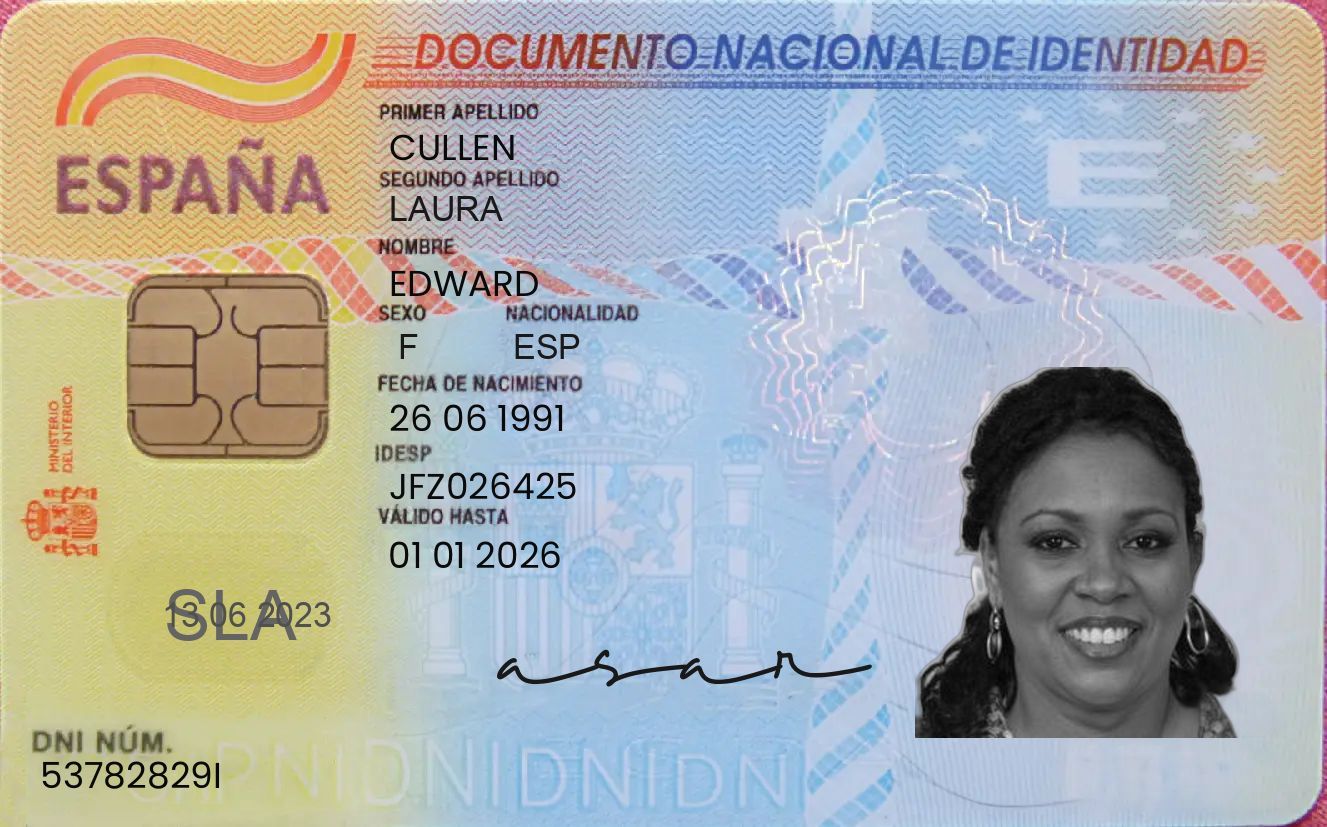 DOCUMENTO NACIONAL DE IDENTIDAD
ESPAÑA
PRIMER APELLIDO
CULLEN
SEGUNDO APELLIDO
LAURA
NOMBRE
EDWARD
SEXO NACIONALIDAD
F ESP
FECHA DE NACIMIENTO
26 06 1991
IDESP
JFZ026425
VÁLIDO HASTA
01 01 2026
MINISTERIO
DEL INTERIOR
E
SLA
13 06 2023
asan
DNI NÚM.
53782829I
DNIDNIDNIDNI